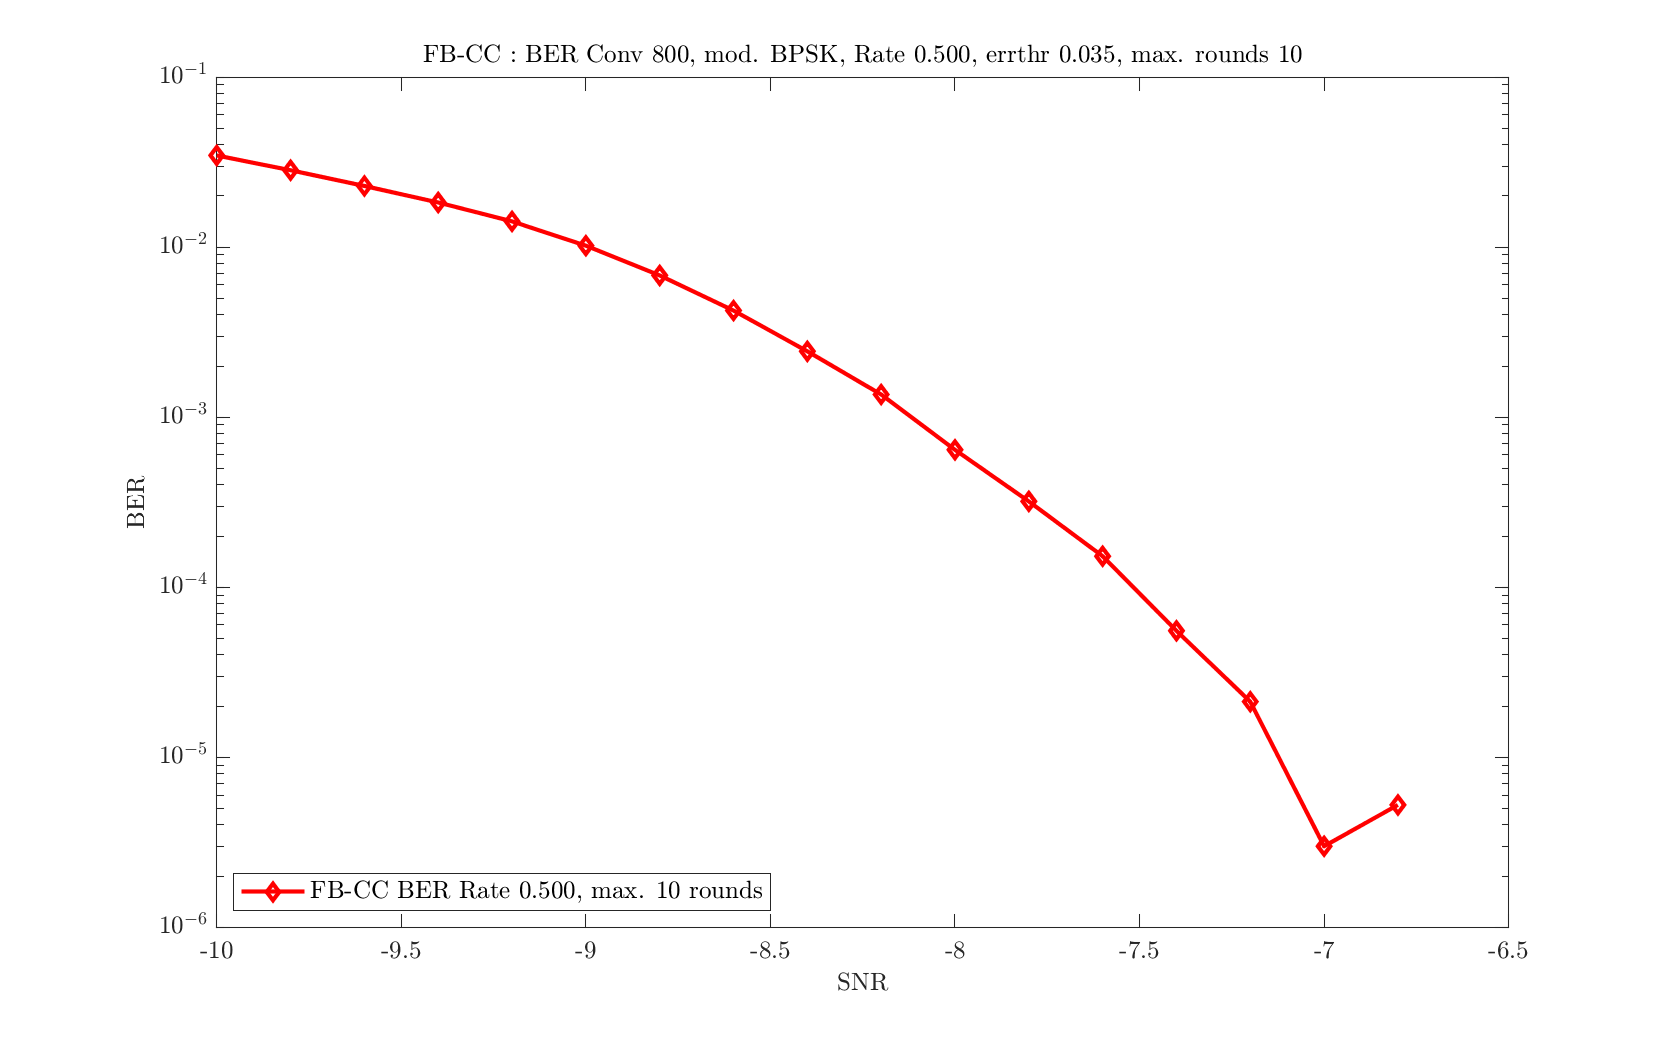 FB-CC : BER Conv 800, mod. BPSK, Rate 0.500, errthr 0.035, max. rounds 10
10^{-1}
10^{-2}
10^{-3}
10^{-4}
10^{-5}
10^{-6}
BER
FB-CC BER Rate 0.500, max. 10 rounds
-10 -9.5 -9 -8.5 -8 -7.5 -7 -6.5
SNR